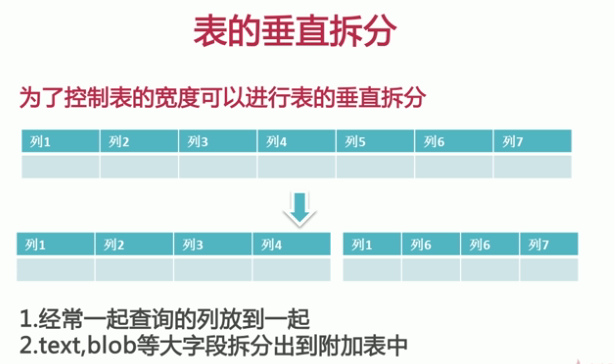 表的垂直拆分
为了控制表的宽度可以进行表的垂直拆分
列1 列2 列3 列4 列5 列6 列7
列1 列2 列3 列4 列1 列6 列6 列7
1.经常一起查询的列放到一起
2.text,blob等大字段拆分出到附加表中